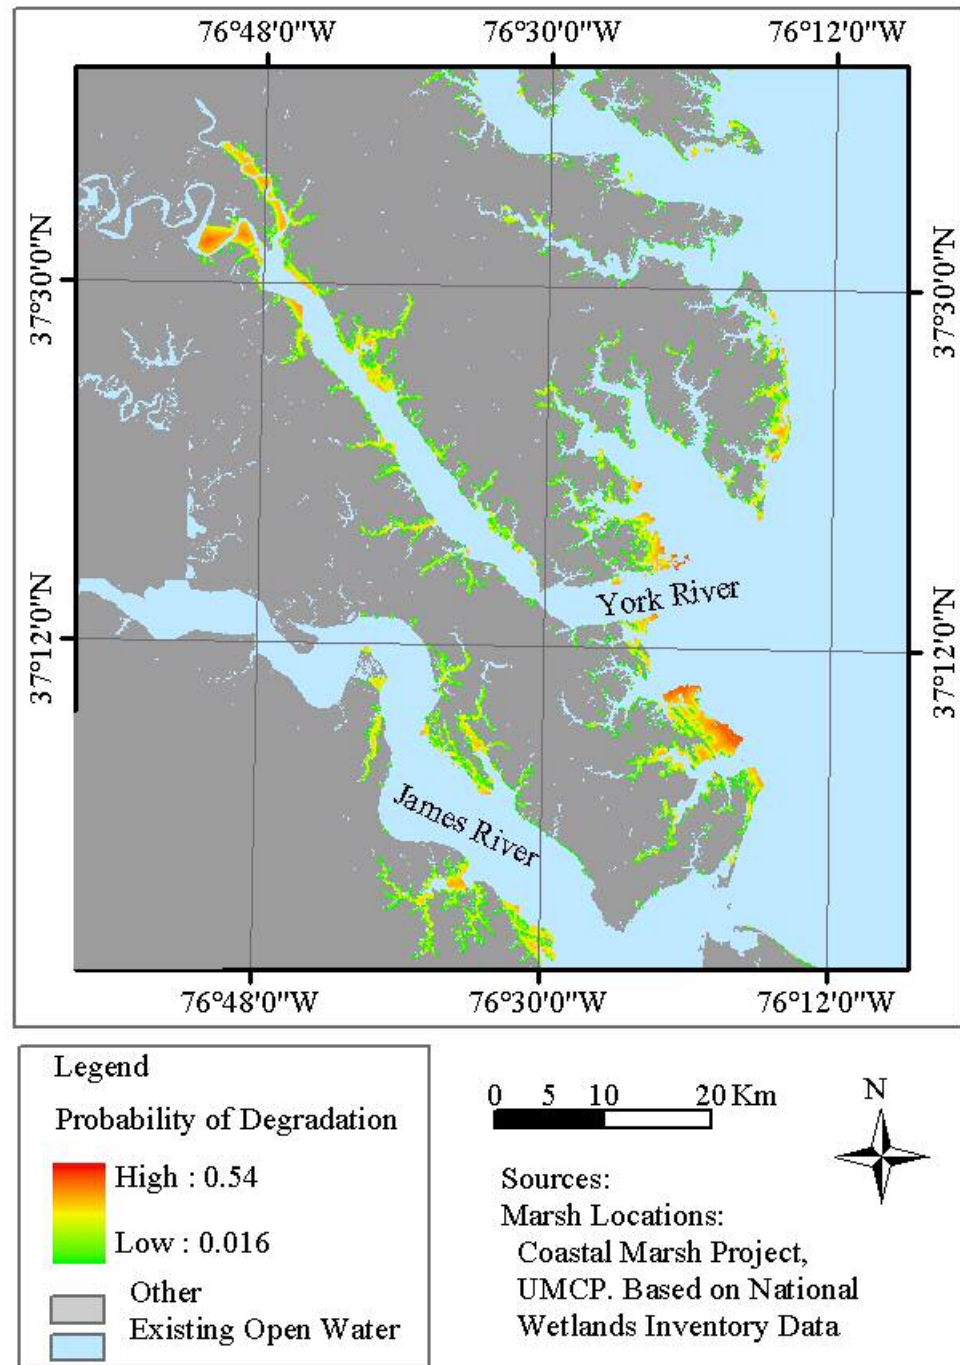 76°48'0"W 76°30'0"W 76°12'0"W
37°30'0"N
37°30'0"N
York River
37°12'0"N
37°12'0"N
James River
76°48'0"W 76°30'0"W 76°12'0"W
Legend
Probability of Degradation
High : 0.54
Low : 0.016
Other
Existing Open Water
0 5 10 20 Km
N
Sources:
Marsh Locations:
Coastal Marsh Project,
UMCP. Based on National
Wetlands Inventory Data